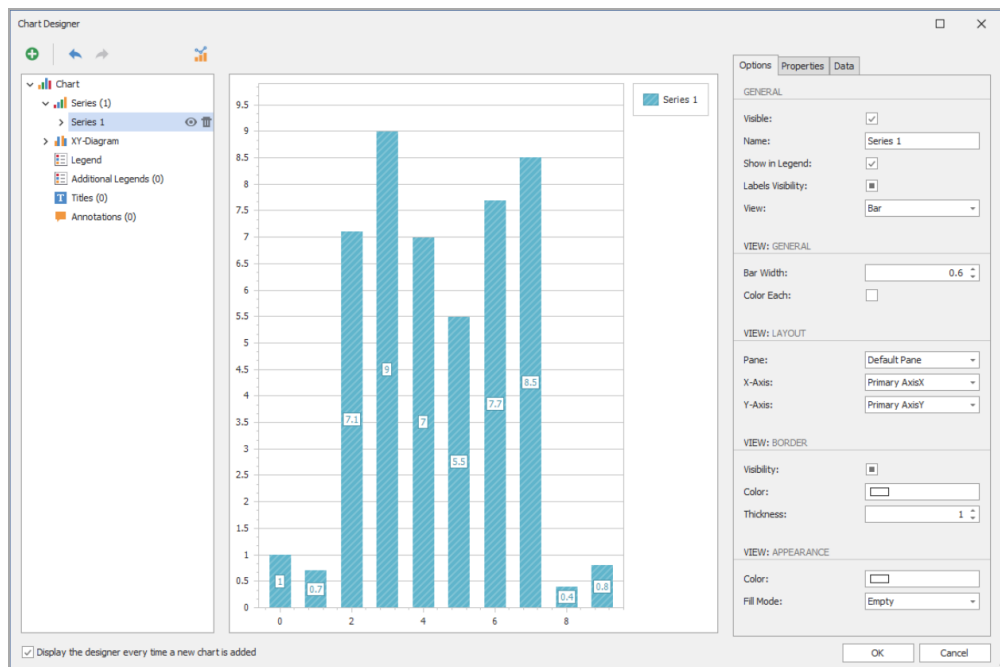 Chart Designer
Chart
Series (1)
Series 1
XY-Diagram
Legend
Additional Legends (0)
Titles (0)
Annotations (0)
9.5
9
8.5
8
7.5
7
6.5
6
5.5
5
4.5
4
3.5
3
2.5
2
1.5
1
0.5
0
1
0.7
7.1
9
7
5.5
7.7
8.5
0.4
0.8
0 2 4 6 8
Series 1
Options Properties Data
GENERAL
Visible:
Name: Series 1
Show in Legend:
Labels Visibility:
View: Bar
VIEW: GENERAL
Bar Width: 0.6
Color Each:
VIEW: LAYOUT
Pane: Default Pane
X-Axis: Primary AxisX
Y-Axis: Primary AxisY
VIEW: BORDER
Visibility:
Color:
Thickness: 1
VIEW: APPEARANCE
Color:
Fill Mode: Empty
Display the designer every time a new chart is added
OK Cancel